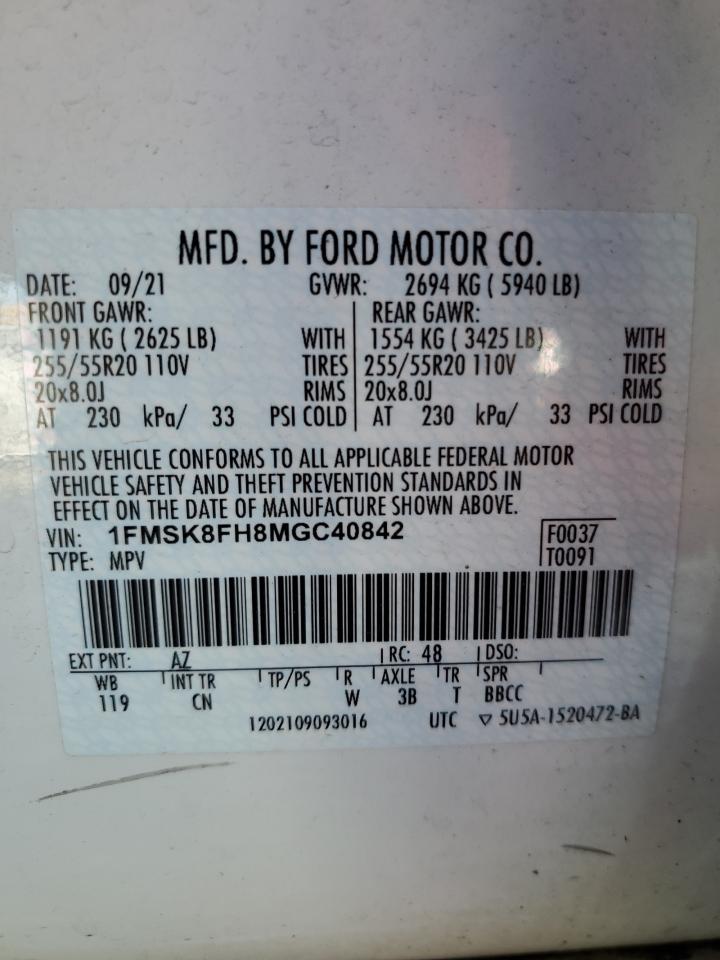 MFD. BY FORD MOTOR CO.
DATE: 09/21 GVWR: 2694 KG ( 5940 LB)
FRONT GAWR: REAR GAWR:
1191 KG ( 2625 LB) WITH 1554 KG ( 3425 LB) WITH
255/55R20 110V TIRES 255/55R20 110V TIRES
20x8.0J RIMS 20x8.0J RIMS
AT 230 kPa/ 33 PSI COLD AT 230 kPa/ 33 PSI COLD
THIS VEHICLE CONFORMS TO ALL APPLICABLE FEDERAL MOTOR
VEHICLE SAFETY AND THEFT PREVENTION STANDARDS IN
EFFECT ON THE DATE OF MANUFACTURE SHOWN ABOVE.
VIN: 1FMSK8FH8MGC40842 F0037
TYPE: MPV T0091
EXT PNT: AZ RC: 48 DSO:
WB INT TR TP/PS R AXLE TR SPR
119 CN W 3B T BBCC
1202109093016 UTC ▽ 5U5A-1520472-BA